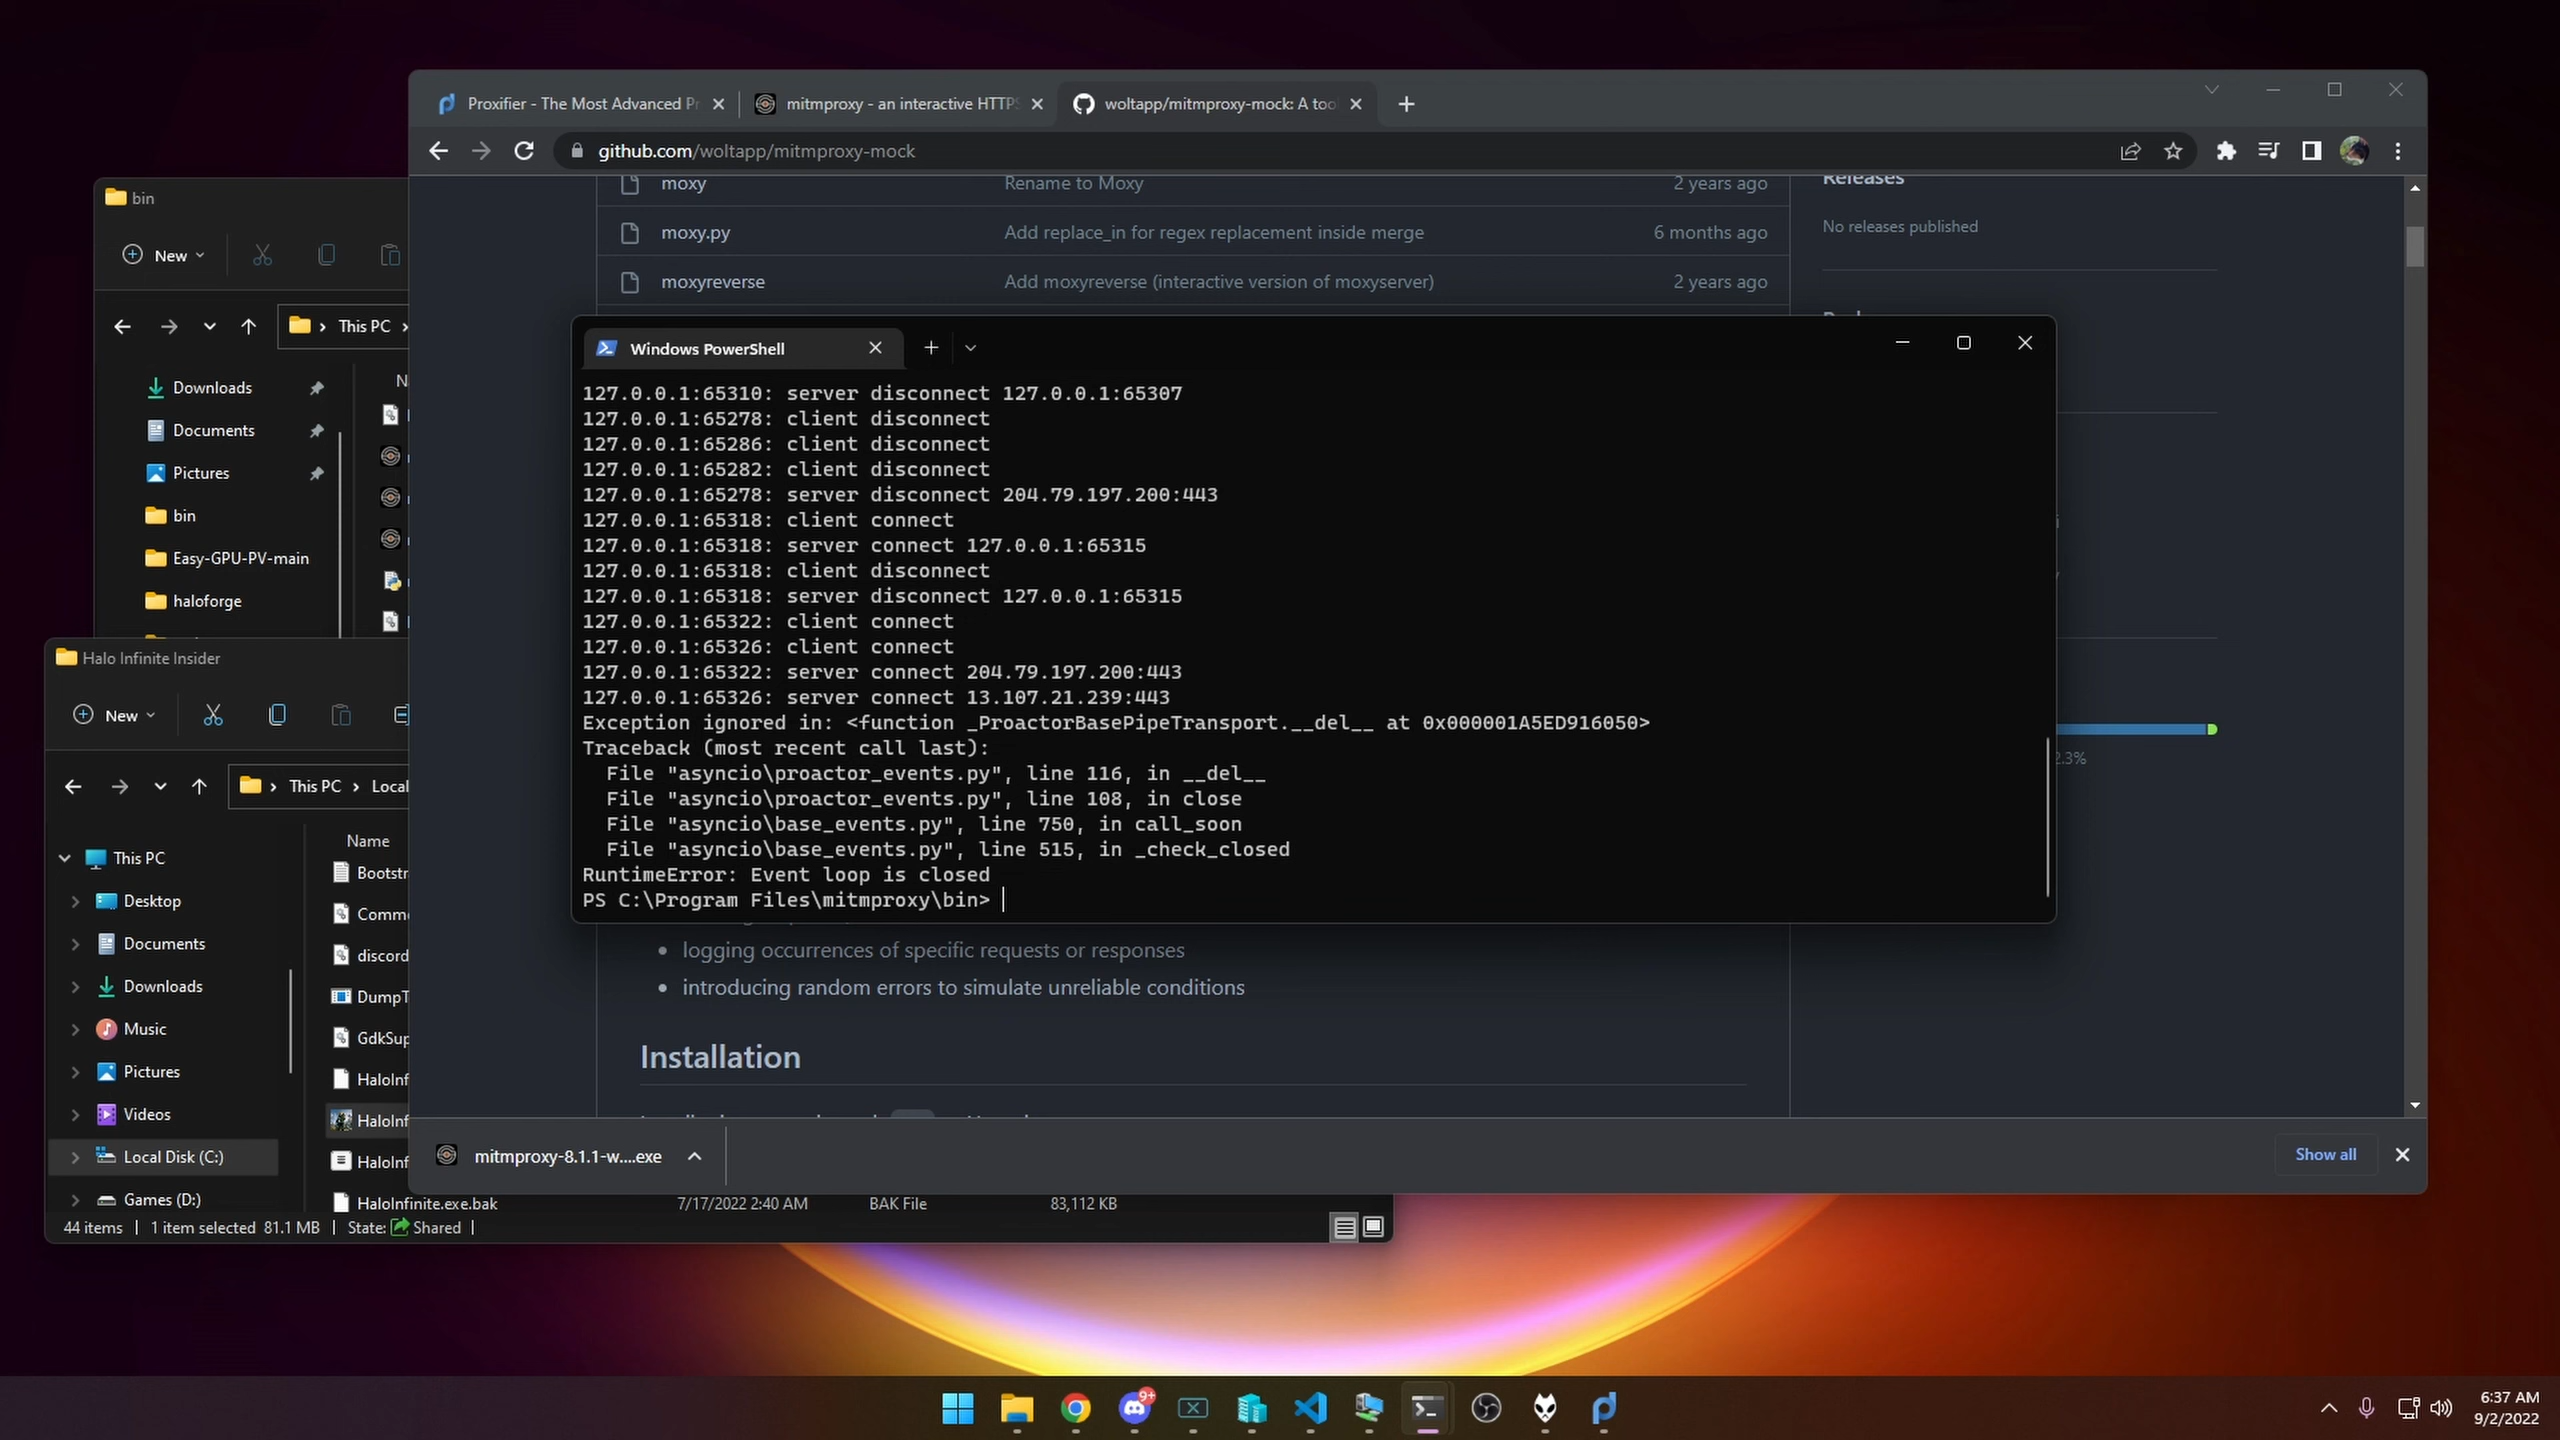 Proxifier - The Most Advanced Pr
mitmproxy - an interactive HTTPS
woltapp/mitmproxy-mock: A tool
github.com/woltapp/mitmproxy-mock
moxy
Rename to Moxy
2 years ago
moxy.py
Add replace_in for regex replacement inside merge
6 months ago
moxyreverse
Add moxyreverse (interactive version of moxyserver)
2 years ago
Releases
No releases published
2.3%
bin
New
This PC
Downloads
Documents
Pictures
bin
Easy-GPU-PV-main
haloforge
Windows PowerShell
127.0.0.1:65310: server disconnect 127.0.0.1:65307
127.0.0.1:65278: client disconnect
127.0.0.1:65286: client disconnect
127.0.0.1:65282: client disconnect
127.0.0.1:65278: server disconnect 204.79.197.200:443
127.0.0.1:65318: client connect
127.0.0.1:65318: server connect 127.0.0.1:65315
127.0.0.1:65318: client disconnect
127.0.0.1:65318: server disconnect 127.0.0.1:65315
127.0.0.1:65322: client connect
127.0.0.1:65326: client connect
127.0.0.1:65322: server connect 204.79.197.200:443
127.0.0.1:65326: server connect 13.107.21.239:443
Exception ignored in: <function _ProactorBasePipeTransport.__del__ at 0x000001A5ED916050>
Traceback (most recent call last):
  File "asyncio\proactor_events.py", line 116, in __del__
  File "asyncio\proactor_events.py", line 108, in close
  File "asyncio\base_events.py", line 750, in call_soon
  File "asyncio\base_events.py", line 515, in _check_closed
RuntimeError: Event loop is closed
PS C:\Program Files\mitmproxy\bin>
logging occurrences of specific requests or responses
introducing random errors to simulate unreliable conditions
Installation
mitmproxy-8.1.1-w....exe
Show all
Halo Infinite Insider
New
This PC
Local
Name
This PC
Desktop
Documents
Downloads
Music
Pictures
Videos
Local Disk (C:)
Games (D:)
Bootstr
Comme
discord
DumpT
GdkSup
HaloInf
HaloInf
HaloInf
HaloInfinite.exe.bak
7/17/2022 2:40 AM
BAK File
83,112 KB
44 items
1 item selected 81.1 MB
State: Shared
9+
6:37 AM
9/2/2022